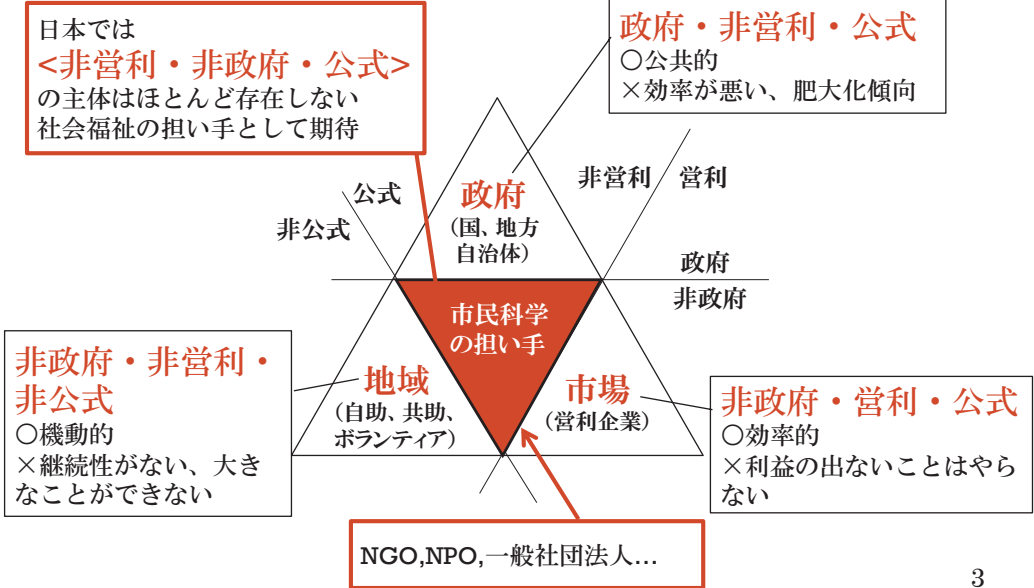 日本では
<非営利・非政府・公式>
の主体はほとんど存在しない
社会福祉の担い手として期待
政府・非営利・公式
〇公共的
×効率が悪い、肥大化傾向
公式
非公式
政府
(国、地方
自治体)
非営利
営利
政府
非政府
市民科学
の担い手
非政府・非営利・
非公式
〇機動的
×継続性がない、大き
なことができない
地域
(自助、共助、
ボランティア)
市場
(営利企業)
非政府・営利・公式
〇効率的
×利益の出ないことはやら
ない
NGO,NPO,一般社団法人…
3